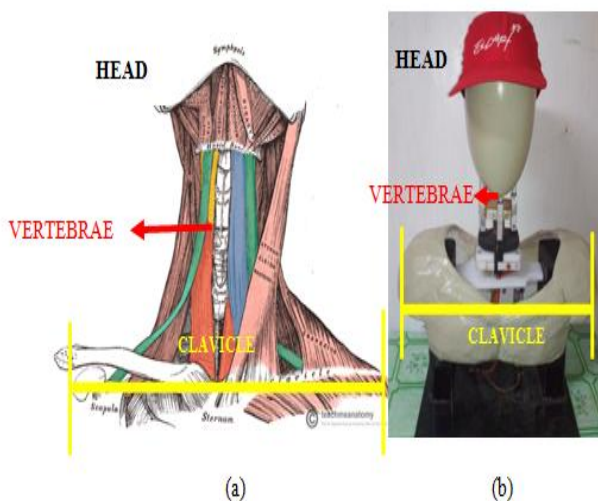 Symphysis
HEAD
HEAD
VERTEBRAE
VERTEBRAE
CLAVICLE
CLAVICLE
Scapula
Sternum
teachmeanatomy
(a)
(b)